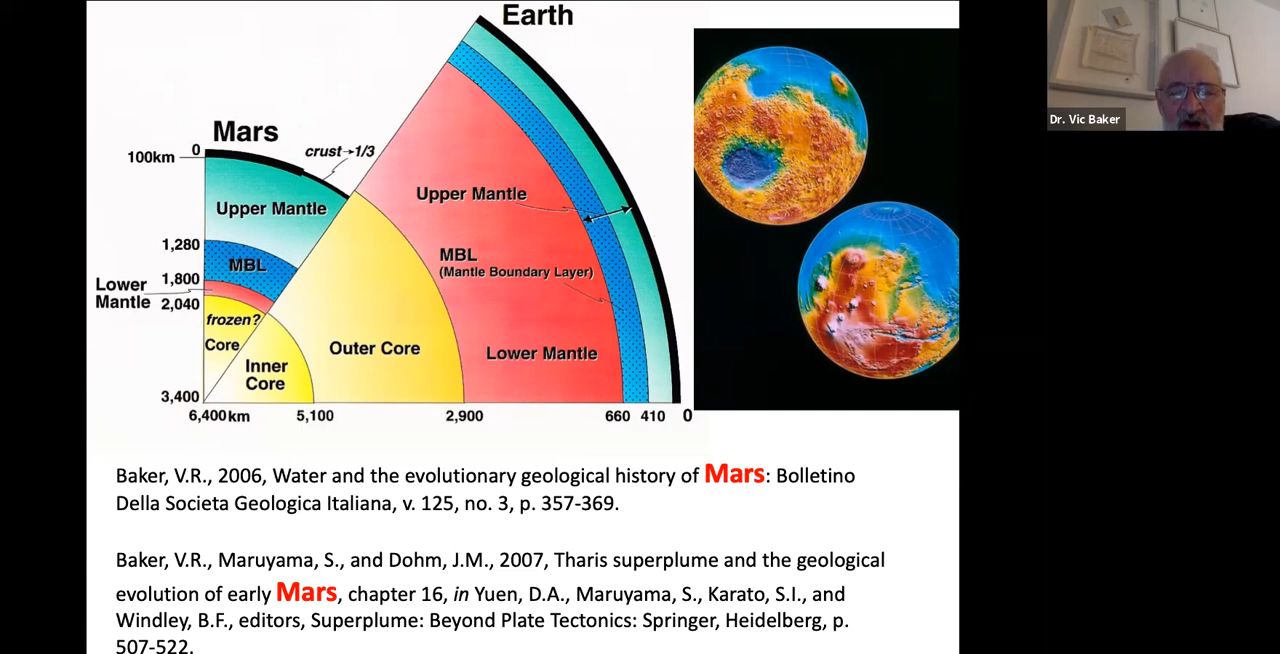 Earth
Mars
0
100km
crust→1/3
Upper Mantle
1,280
MBL
1,800
Lower
Mantle
2,040
frozen?
Core
3,400
Upper Mantle
MBL
(Mantle Boundary Layer)
Outer Core
Lower Mantle
Inner
Core
6,400km
5,100
2,900
660
410
0
Dr. Vic Baker
Baker, V.R., 2006, Water and the evolutionary geological history of Mars: Bolletino
Della Societa Geologica Italiana, v. 125, no. 3, p. 357-369.
Baker, V.R., Maruyama, S., and Dohm, J.M., 2007, Tharis superplume and the geological
evolution of early Mars, chapter 16, in Yuen, D.A., Maruyama, S., Karato, S.I., and
Windley, B.F., editors, Superplume: Beyond Plate Tectonics: Springer, Heidelberg, p.
507-522.